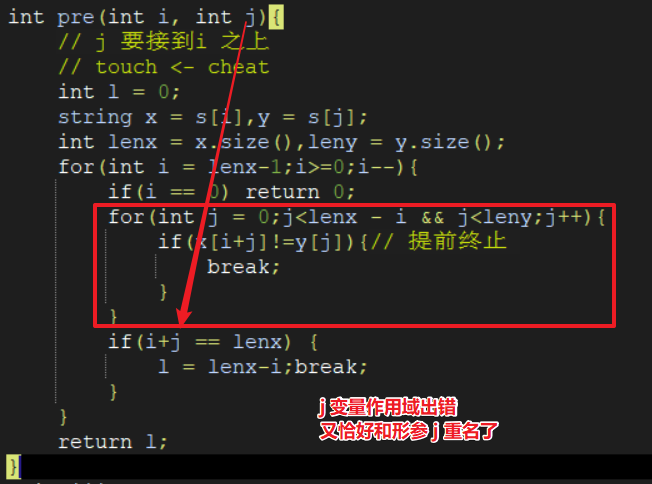 int pre(int i, int j){
    // j 要接到i 之上
    // touch <- cheat
    int l = 0;
    string x = s[i],y = s[j];
    int lenx = x.size(),leny = y.size();
    for(int i = lenx-1;i>=0;i--){
        if(i == 0) return 0;
        for(int j = 0;j<lenx - i && j<leny;j++){
            if(x[i+j]!=y[j]){// 提前终止
                break;
            }
        }
        if(i+j == lenx) {
            l = lenx-i;break;
        }
    }
    return l;
}
j 变量作用域出错
又恰好和形参 j 重名了